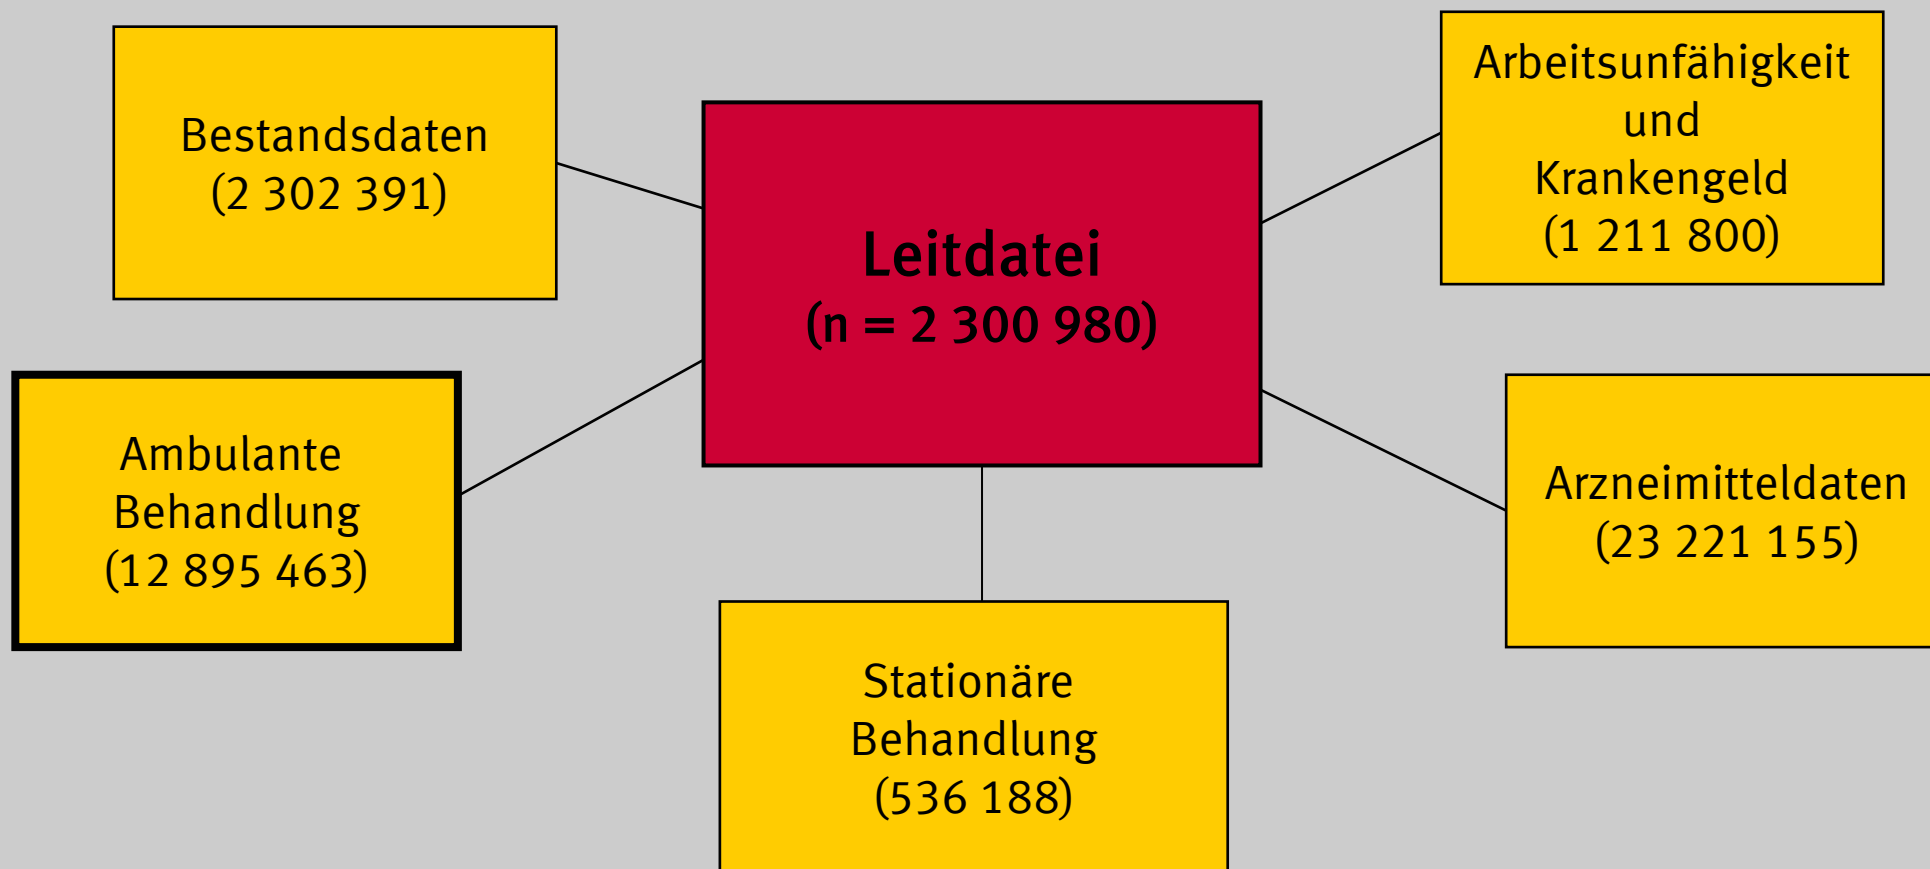 Bestandsdaten
(2 302 391)
Leitdatei
(n = 2 300 980)
Arbeitsunfähigkeit
und
Krankengeld
(1 211 800)
Ambulante
Behandlung
(12 895 463)
Arzneimitteldaten
(23 221 155)
Stationäre
Behandlung
(536 188)